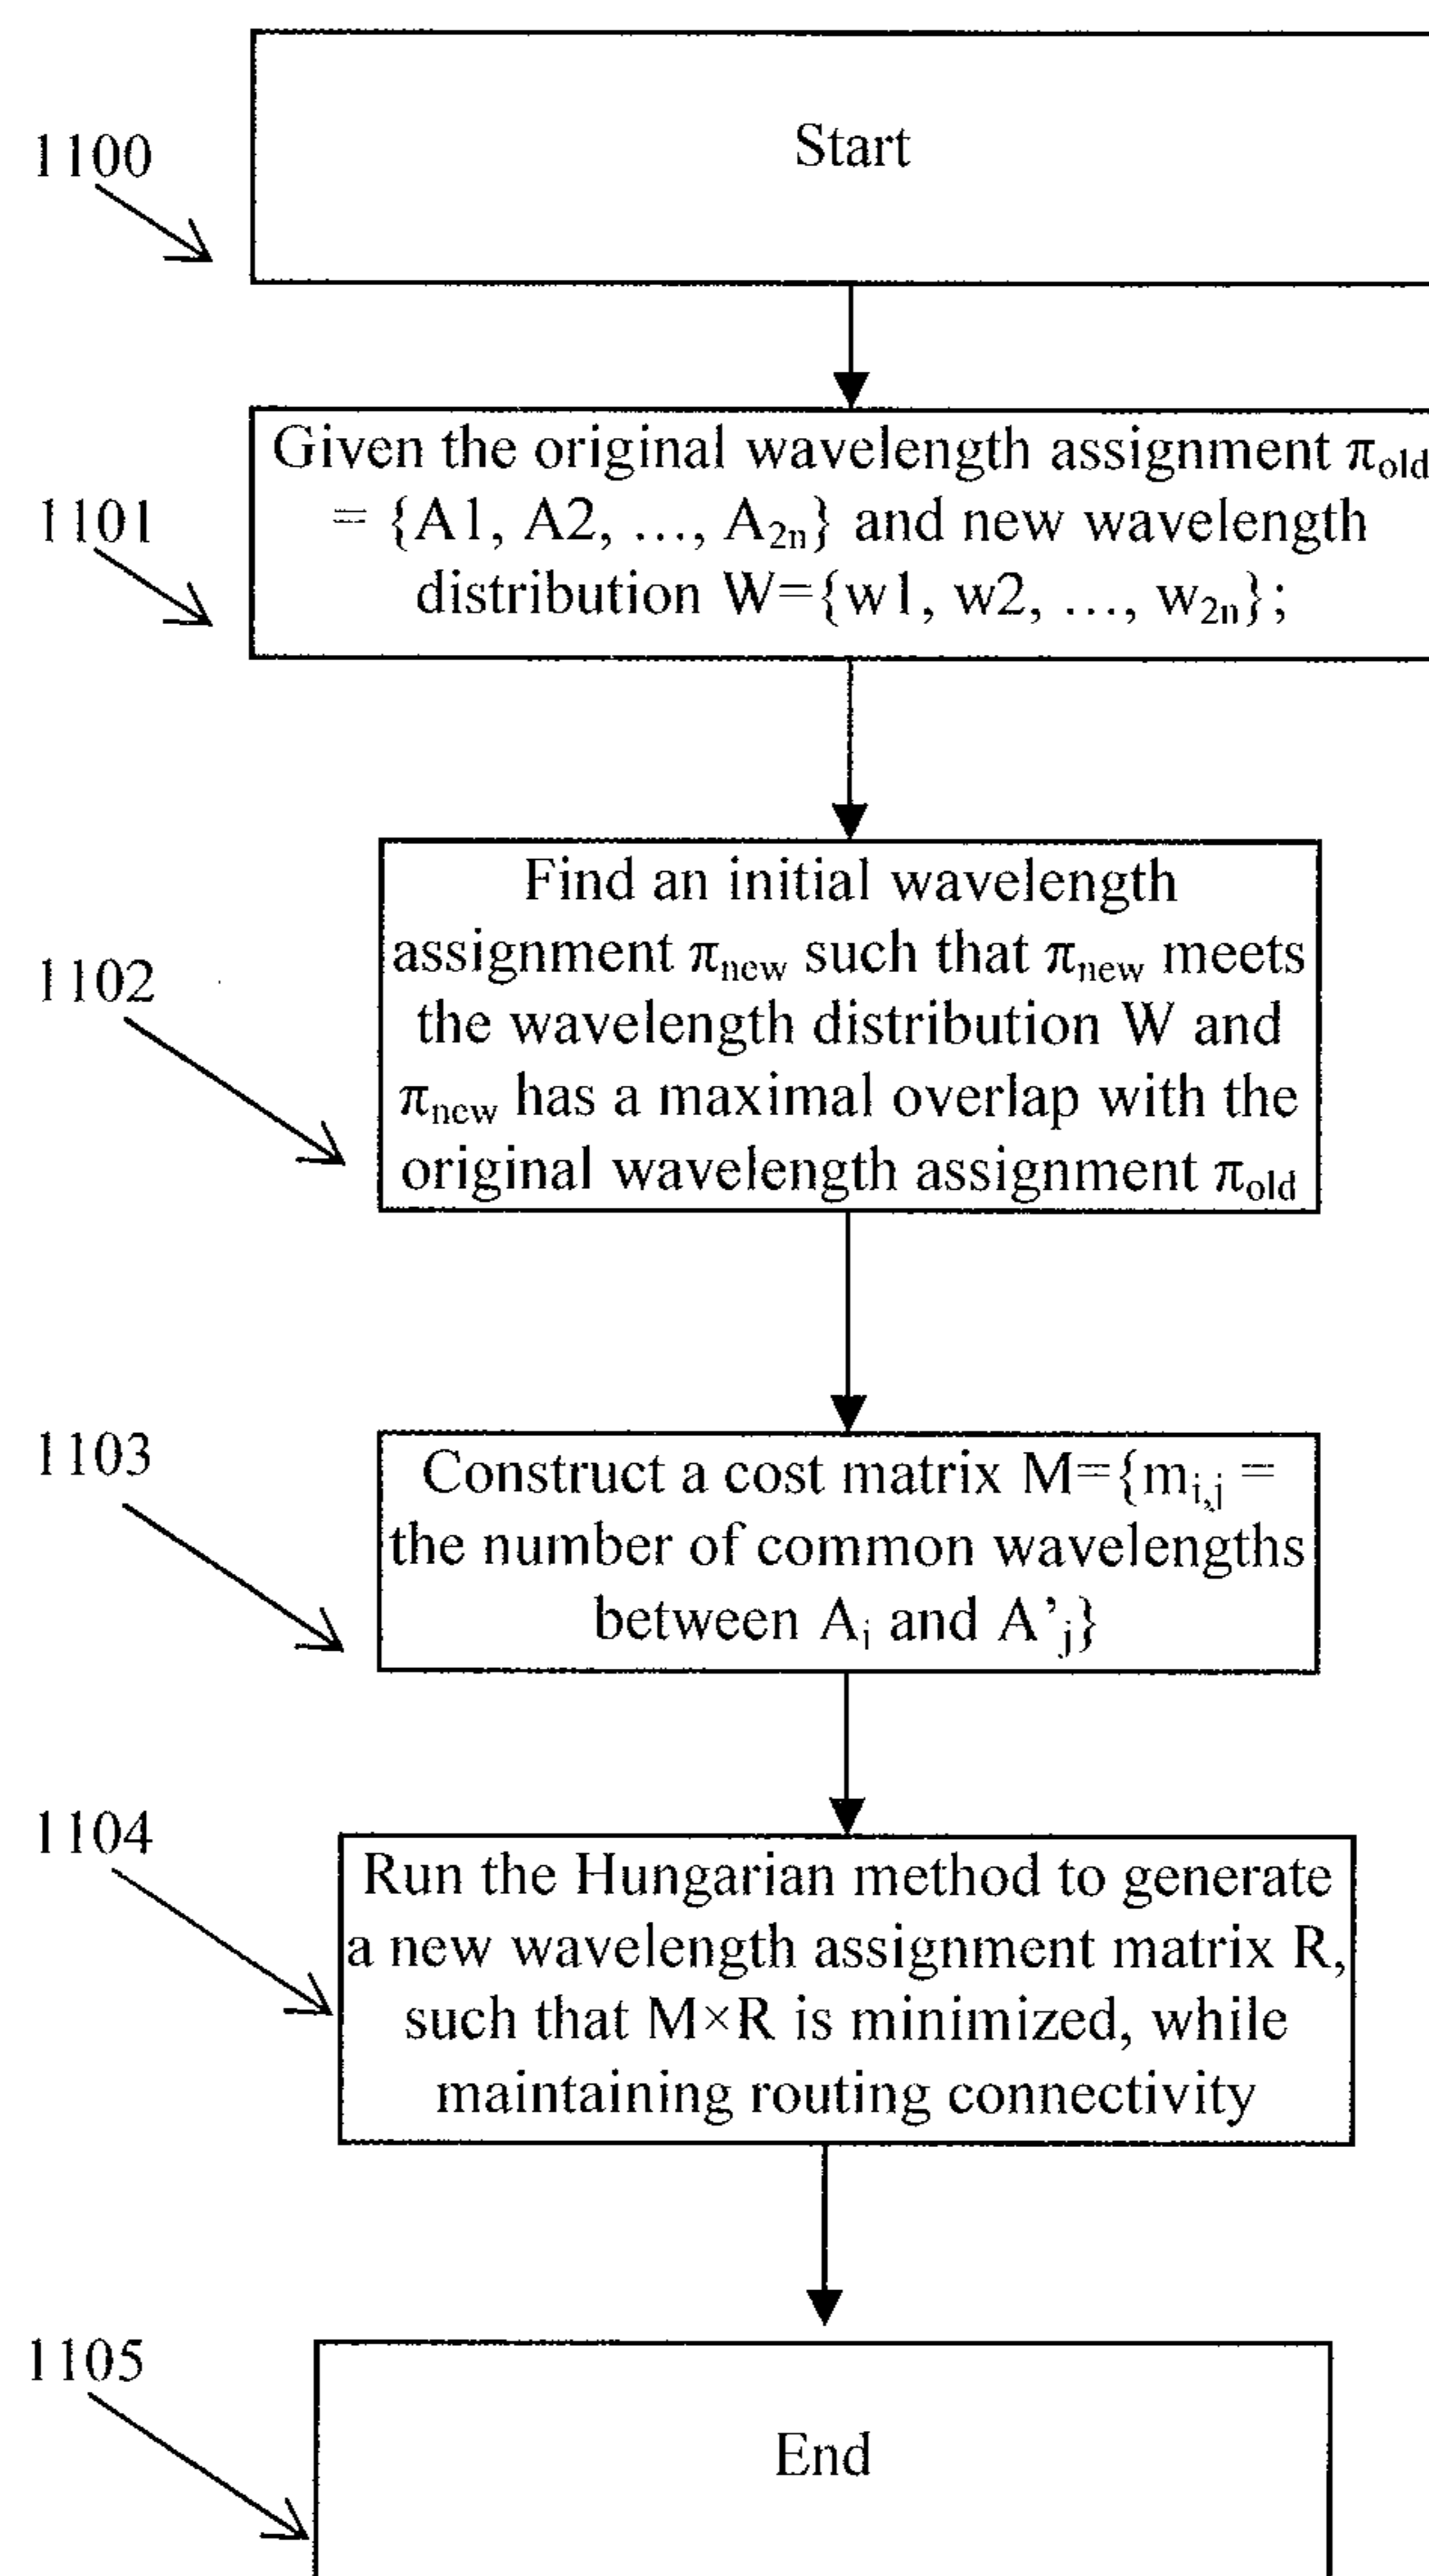 1100
Start
1101
Given the original wavelength assignment π_old
= {A1, A2, ..., A_2n} and new wavelength
distribution W={w1, w2, ..., w_2n};
1102
Find an initial wavelength
assignment π_new such that π_new meets
the wavelength distribution W and
π_new has a maximal overlap with the
original wavelength assignment π_old
1103
Construct a cost matrix M={m_i,j =
the number of common wavelengths
between A_i and A’_j}
1104
Run the Hungarian method to generate
a new wavelength assignment matrix R,
such that M×R is minimized, while
maintaining routing connectivity
1105
End